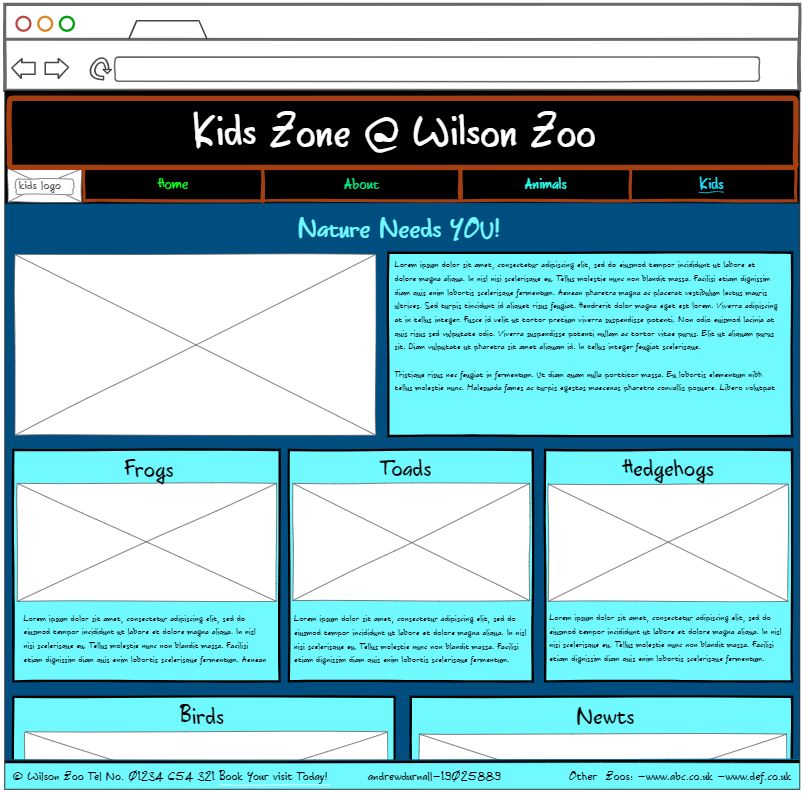 Kids Zone @ Wilson Zoo
kids logo
Home
About
Animals
Kids
Nature Needs YOU!
Lorem ipsum dolor sit amet, consectetur adipiscing elit, sed do eiusmod tempor incididunt ut labore et
dolore magna aliqua. In nisl nisi scelerisque eu. Tellus molestie nunc non blandit massa. Facilisi etiam dignissim
diam quis enim lobortis scelerisque fermentum. Aenean pharetra magna ac placerat vestibulum lectus mauris
ultrices. Sed turpis tincidunt id aliquet risus feugiat. Hendrerit dolor magna eget est lorem. Viverra adipiscing
at in tellus integer. Fusce id velit ut tortor pretium viverra suspendisse potenti. Non odio euismod lacinia at
quis risus sed vulputate odio. Viverra suspendisse potenti nullam ac tortor vitae purus. Elit ut aliquam purus
sit. Diam vulputate ut pharetra sit amet aliquam id. In tellus integer feugiat scelerisque.
Tristique risus nec feugiat in fermentum. Ut diam quam nulla porttitor massa. Eu lobortis elementum nibh
tellus molestie nunc. Malesuada fames ac turpis egestas maecenas pharetra convallis posuere. Libero volutpat
Frogs
Lorem ipsum dolor sit amet, consectetur adipiscing elit, sed do
eiusmod tempor incididunt ut labore et dolore magna aliqua. In nisl
nisi scelerisque eu. Tellus molestie nunc non blandit massa. Facilisi
etiam dignissim diam quis enim lobortis scelerisque fermentum. Aenean
Toads
Lorem ipsum dolor sit amet, consectetur adipiscing elit, sed do
eiusmod tempor incididunt ut labore et dolore magna aliqua. In nisl
nisi scelerisque eu. Tellus molestie nunc non blandit massa. Facilisi
etiam dignissim diam quis enim lobortis scelerisque fermentum.
Hedgehogs
Lorem ipsum dolor sit amet, consectetur adipiscing elit, sed do
eiusmod tempor incididunt ut labore et dolore magna aliqua. In nisl
nisi scelerisque eu. Tellus molestie nunc non blandit massa. Facilisi
etiam dignissim diam quis enim lobortis scelerisque fermentum.
Birds
Newts
© Wilson Zoo Tel No. 01234 654 321 Book Your visit Today!
andrewdurnall-19025889
Other Zoos: -www.abc.co.uk -www.def.co.uk